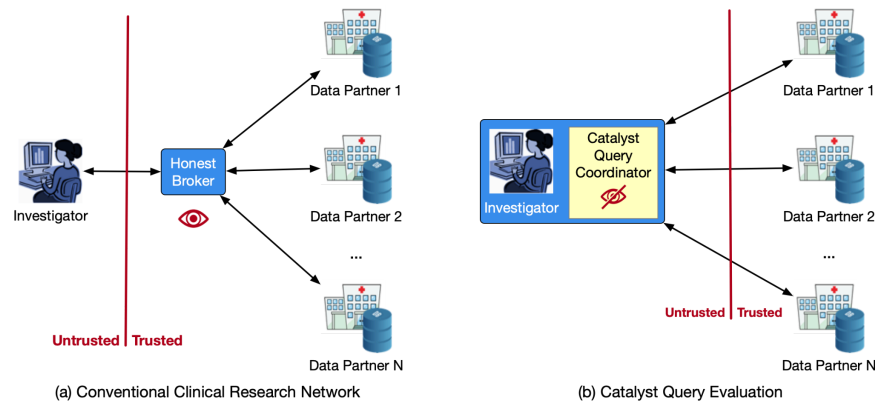 Data Partner 1
Honest
Broker
Investigator
Data Partner 2
...
Untrusted Trusted
Data Partner N
(a) Conventional Clinical Research Network
Data Partner 1
Catalyst
Query
Coordinator
Investigator
Data Partner 2
...
Untrusted Trusted
Data Partner N
(b) Catalyst Query Evaluation